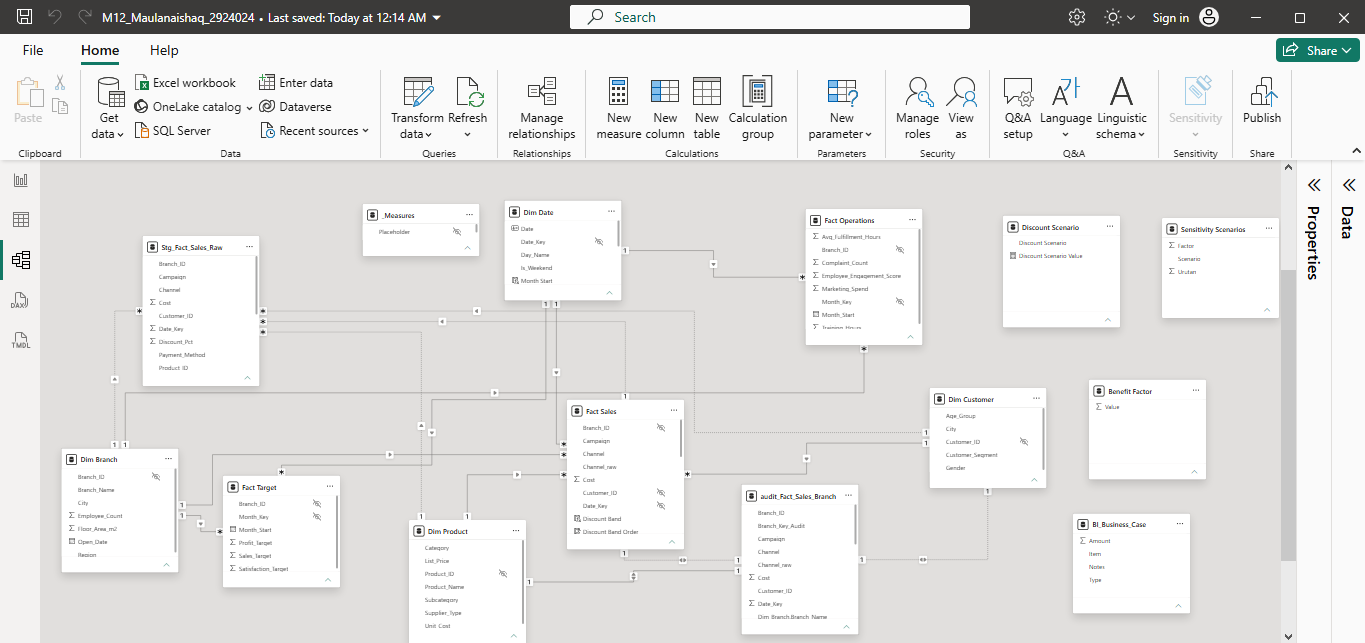 M12_Maulanaishaq_2924024 • Last saved: Today at 12:14 AM
Search
Sign in
File
Home
Help
Share
Paste
Get data
Excel workbook
OneLake catalog
SQL Server
Enter data
Dataverse
Recent sources
Transform data
Refresh
Manage relationships
New measure
New column
New table
Calculation group
New parameter
Manage roles
View as
Q&A setup
Language
Linguistic schema
Sensitivity
Publish
Clipboard
Data
Queries
Relationships
Calculations
Parameters
Security
Q&A
Sensitivity
Share
DAX
TMDL
Properties
Data
_Measures
Placeholder
Dim Date
Date
Date_Key
Day_Name
Is_Weekend
Month Start
Fact Operations
Avg_Fulfillment_Hours
Branch_ID
Complaint_Count
Employee_Engagement_Score
Marketing_Spend
Month_Key
Month_Start
Training_Hours
Discount Scenario
Discount Scenario
Discount Scenario Value
Sensitivity Scenarios
Factor
Scenario
Urutan
Stg_Fact_Sales_Raw
Branch_ID
Campaign
Channel
Cost
Customer_ID
Date_Key
Discount_Pct
Payment_Method
Product_ID
Dim Customer
Age_Group
City
Customer_ID
Customer_Segment
Gender
Benefit Factor
Value
Fact Sales
Branch_ID
Campaign
Channel
Channel_raw
Cost
Customer_ID
Date_Key
Discount Band
Discount Band Order
Dim Branch
Branch_ID
Branch_Name
City
Employee_Count
Floor_Area_m2
Open_Date
Region
Fact Target
Branch_ID
Month_Key
Month_Start
Profit_Target
Sales_Target
Satisfaction_Target
Dim Product
Category
List_Price
Product_ID
Product_Name
Subcategory
Supplier_Type
Unit_Cost
audit_Fact_Sales_Branch
Branch_ID
Branch_Key_Audit
Campaign
Channel
Channel_raw
Cost
Customer_ID
Date_Key
Dim_Branch.Branch_Name
BI_Business_Case
Amount
Item
Notes
Type